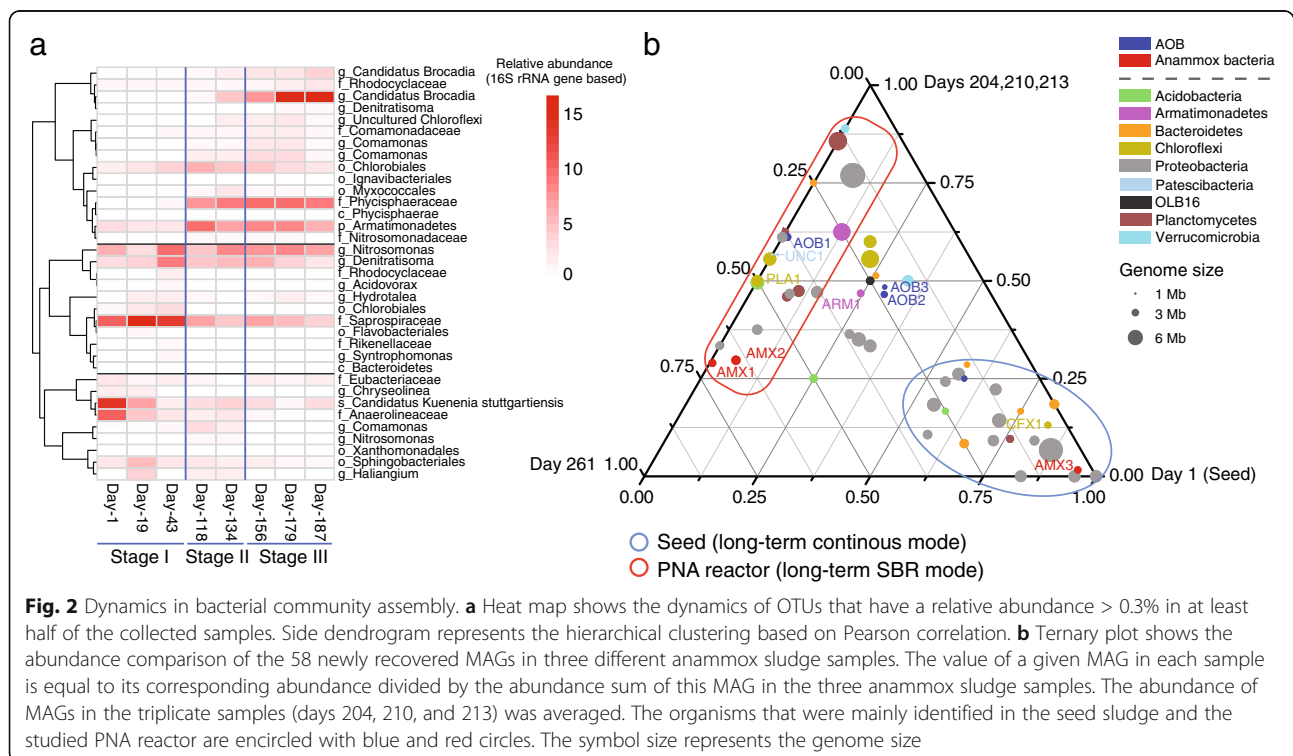 a
Relative abundance
(16S rRNA gene based)
15
10
5
0
g_Candidatus Brocadia
f_Rhodocyclaceae
g_Candidatus Brocadia
g_Denitratisoma
g_Uncultured Chloroflexi
f_Comamonadaceae
g_Comamonas
g_Comamonas
o_Chlorobiales
o_Ignavibacteriales
o_Myxococcales
f_Phycisphaeraceae
c_Phycisphaerae
p_Armatimonadetes
f_Nitrosomonadaceae
g_Nitrosomonas
g_Denitratisoma
f_Rhodocyclaceae
g_Acidovorax
g_Hydrotalea
o_Chlorobiales
f_Saprospiraceae
o_Flavobacteriales
f_Rikenellaceae
g_Syntrophomonas
c_Bacteroidetes
f_Eubacteriaceae
g_Chryseolinea
s_Candidatus Kuenenia stuttgartiensis
f_Anaerolineaceae
g_Comamonas
g_Nitrosomonas
o_Xanthomonadales
o_Sphingobacteriales
g_Haliangium
Day-1
Day-19
Day-43
Day-118
Day-134
Day-156
Day-179
Day-187
Stage I
Stage II
Stage III
b
0.00
1.00 Days 204,210,213
0.25
0.75
AOB1
UNC1
0.50
0.50
PLA1
AOB3
ARM1
AOB2
AMX2
0.75
AMX1
0.25
CFX1
AMX3
Day 261 1.00
0.00 Day 1 (Seed)
0.00
0.25
0.50
0.75
1.00
Seed (long-term continous mode)
PNA reactor (long-term SBR mode)
AOB
Anammox bacteria
Acidobacteria
Armatimonadetes
Bacteroidetes
Chloroflexi
Proteobacteria
Patescibacteria
OLB16
Planctomycetes
Verrucomicrobia
Genome size
1 Mb
3 Mb
6 Mb
Fig. 2 Dynamics in bacterial community assembly. a Heat map shows the dynamics of OTUs that have a relative abundance > 0.3% in at least
half of the collected samples. Side dendrogram represents the hierarchical clustering based on Pearson correlation. b Ternary plot shows the
abundance comparison of the 58 newly recovered MAGs in three different anammox sludge samples. The value of a given MAG in each sample
is equal to its corresponding abundance divided by the abundance sum of this MAG in the three anammox sludge samples. The abundance of
MAGs in the triplicate samples (days 204, 210, and 213) was averaged. The organisms that were mainly identified in the seed sludge and the
studied PNA reactor are encircled with blue and red circles. The symbol size represents the genome size